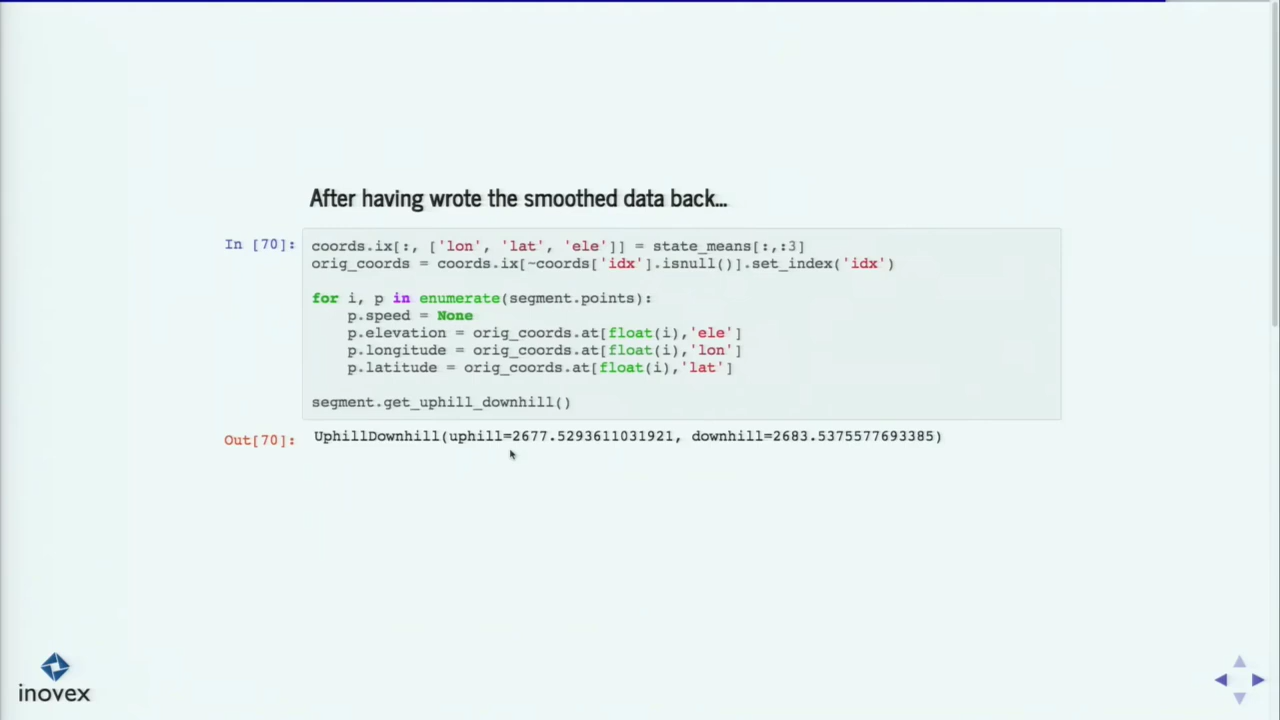 After having wrote the smoothed data back...
In [70]:
coords.ix[:, ['lon', 'lat', 'ele']] = state_means[:,:3]
orig_coords = coords.ix[~coords['idx'].isnull()].set_index('idx')
for i, p in enumerate(segment.points):
    p.speed = None
    p.elevation = orig_coords.at[float(i),'ele']
    p.longitude = orig_coords.at[float(i),'lon']
    p.latitude = orig_coords.at[float(i),'lat']
segment.get_uphill_downhill()
Out[70]:
UphillDownhill(uphill=2677.5293611031921, downhill=2683.5375577693385)
inovex